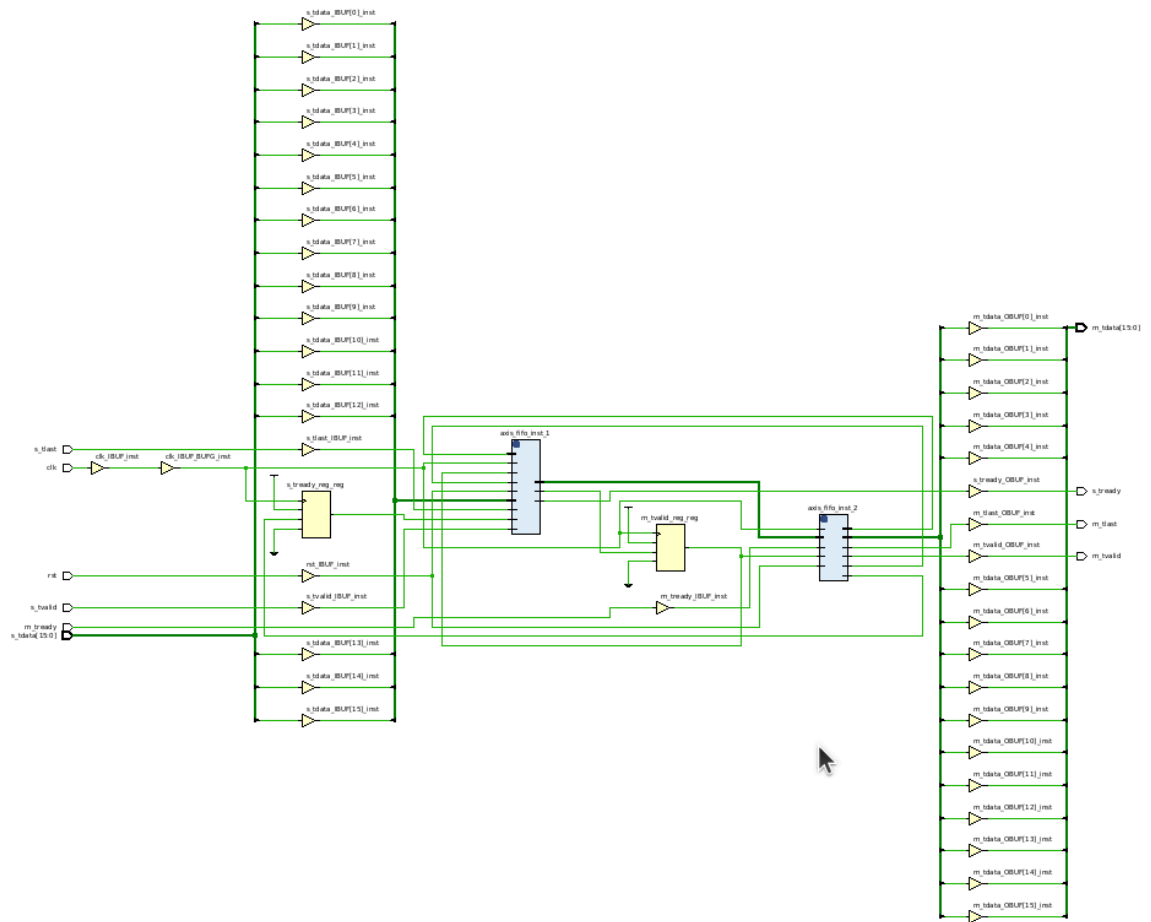 s_tdata_IBUF[0]_inst
s_tdata_IBUF[1]_inst
s_tdata_IBUF[2]_inst
s_tdata_IBUF[3]_inst
s_tdata_IBUF[4]_inst
s_tdata_IBUF[5]_inst
s_tdata_IBUF[6]_inst
s_tdata_IBUF[7]_inst
s_tdata_IBUF[8]_inst
s_tdata_IBUF[9]_inst
s_tdata_IBUF[10]_inst
s_tdata_IBUF[11]_inst
s_tdata_IBUF[12]_inst
s_tlast
s_tlast_IBUF_inst
clk
clk_IBUF_inst
clk_IBUF_BUFG_inst
s_tready_reg_reg
rst
rst_IBUF_inst
s_tvalid
s_tvalid_IBUF_inst
m_tready
s_tdata[15:0]
s_tdata_IBUF[13]_inst
s_tdata_IBUF[14]_inst
s_tdata_IBUF[15]_inst
axis_fifo_inst_1
m_tvalid_reg_reg
m_tready_IBUF_inst
axis_fifo_inst_2
m_tdata_OBUF[0]_inst
m_tdata[15:0]
m_tdata_OBUF[1]_inst
m_tdata_OBUF[2]_inst
m_tdata_OBUF[3]_inst
m_tdata_OBUF[4]_inst
s_tready_OBUF_inst
s_tready
m_tlast_OBUF_inst
m_tlast
m_tvalid_OBUF_inst
m_tvalid
m_tdata_OBUF[5]_inst
m_tdata_OBUF[6]_inst
m_tdata_OBUF[7]_inst
m_tdata_OBUF[8]_inst
m_tdata_OBUF[9]_inst
m_tdata_OBUF[10]_inst
m_tdata_OBUF[11]_inst
m_tdata_OBUF[12]_inst
m_tdata_OBUF[13]_inst
m_tdata_OBUF[14]_inst
m_tdata_OBUF[15]_inst